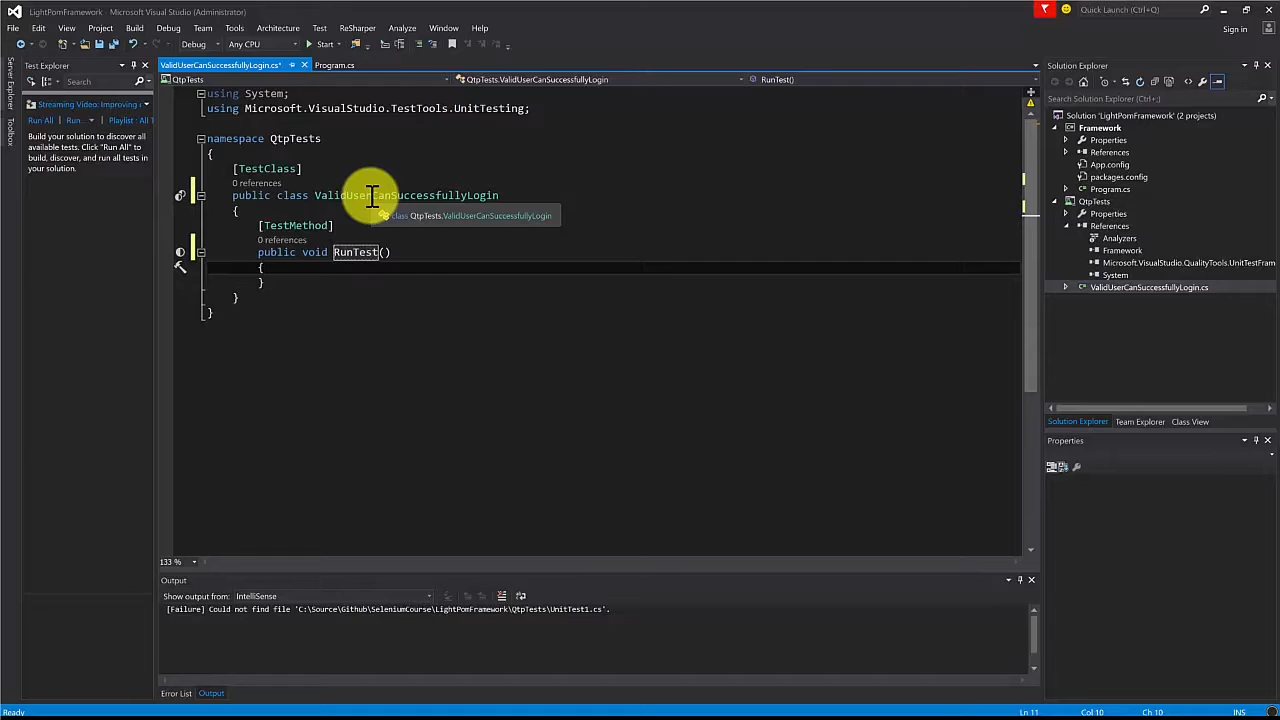 LightPomFramework - Microsoft Visual Studio (Administrator)
Quick Launch (Ctrl+Q)
File Edit View Project Build Debug Team Tools Architecture Test ReSharper Analyze Window Help
Sign in
Debug Any CPU Start
Server Explorer
Toolbox
Test Explorer
Search
Streaming Video: Improving
Run All | Run... | Playlist : All T
Build your solution to discover all
available tests. Click "Run All" to
build, discover, and run all tests in
your solution.
ValidUserCanSuccessfullyLogin.cs* Program.cs
QtpTests QtpTests.ValidUserCanSuccessfullyLogin RunTest()
using System;
using Microsoft.VisualStudio.TestTools.UnitTesting;
namespace QtpTests
{
[TestClass]
0 references
public class ValidUserCanSuccessfullyLogin
{
class QtpTests.ValidUserCanSuccessfullyLogin
[TestMethod]
0 references
public void RunTest()
{
}
}
}
133 %
Output
Show output from: IntelliSense
[Failure] Could not find file 'C:\Source\Github\SeleniumCourse\LightPomFramework\QtpTests\UnitTest1.cs'.
Error List Output
Solution Explorer
Search Solution Explorer (Ctrl+;)
Solution 'LightPomFramework' (2 projects)
Framework
Properties
References
App.config
packages.config
Program.cs
QtpTests
Properties
References
Analyzers
Framework
Microsoft.VisualStudio.QualityTools.UnitTestFram
System
ValidUserCanSuccessfullyLogin.cs
Solution Explorer Team Explorer Class View
Properties
Ready Ln 11 Col 10 Ch 10 INS